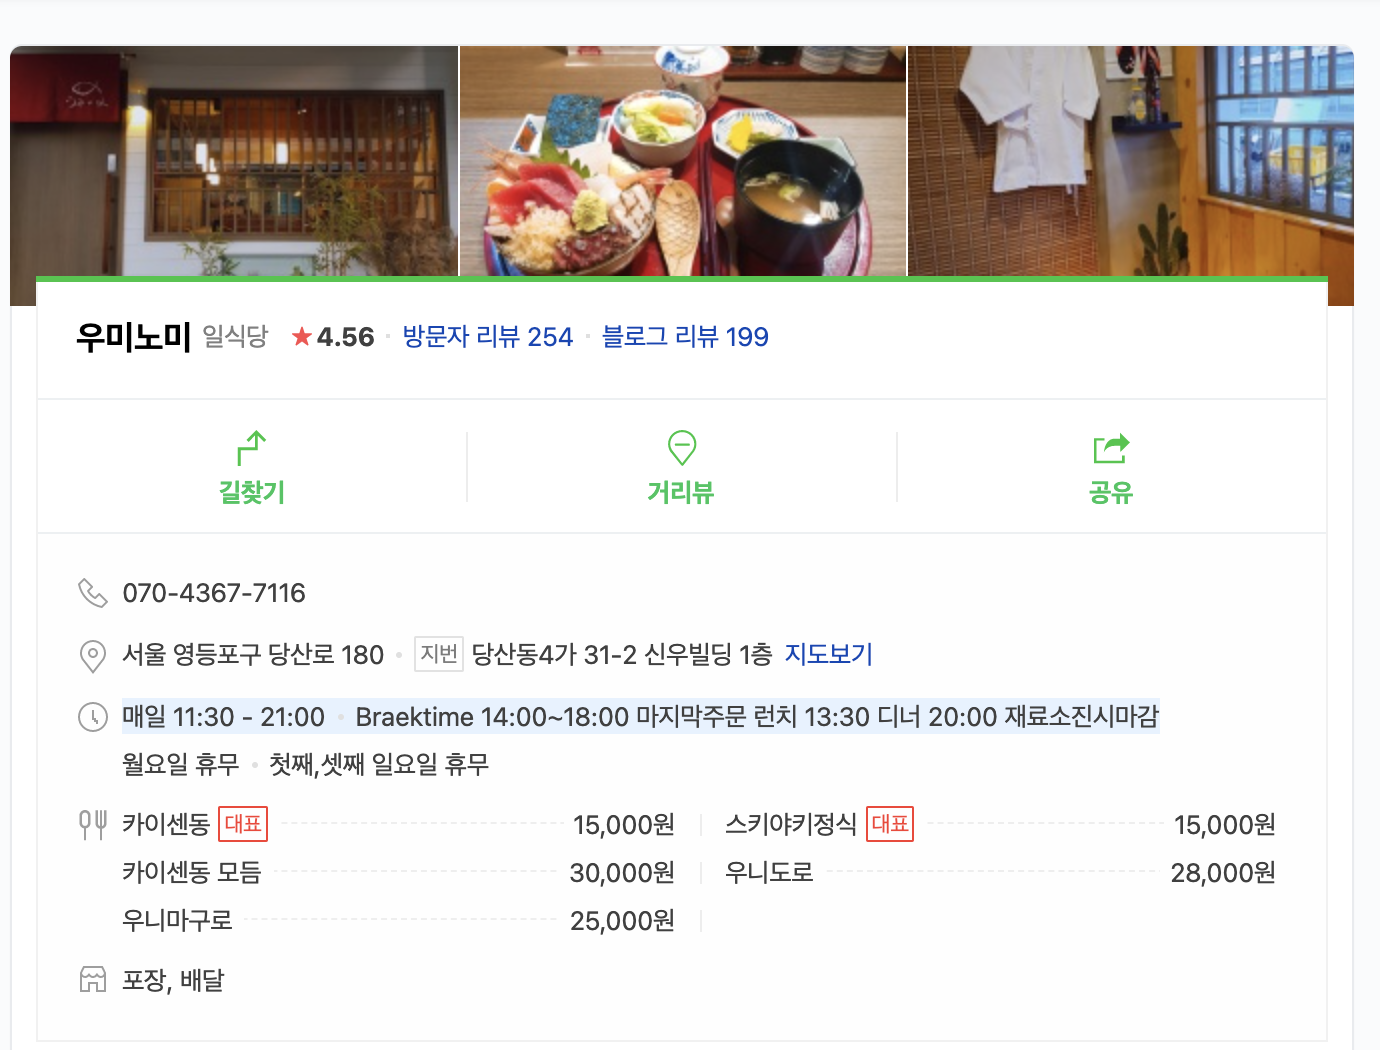 우미노미 일식당 ★4.56 · 방문자 리뷰 254 · 블로그 리뷰 199
길찾기 거리뷰 공유
070-4367-7116
서울 영등포구 당산로 180 · 지번 당산동4가 31-2 신우빌딩 1층 지도보기
매일 11:30 - 21:00 · Braektime 14:00~18:00 마지막주문 런치 13:30 디너 20:00 재료소진시마감
월요일 휴무 · 첫째,셋째 일요일 휴무
카이센동 대표 15,000원 스키야키정식 대표 15,000원
카이센동 모듬 30,000원 우니도로 28,000원
우니마구로 25,000원
포장, 배달